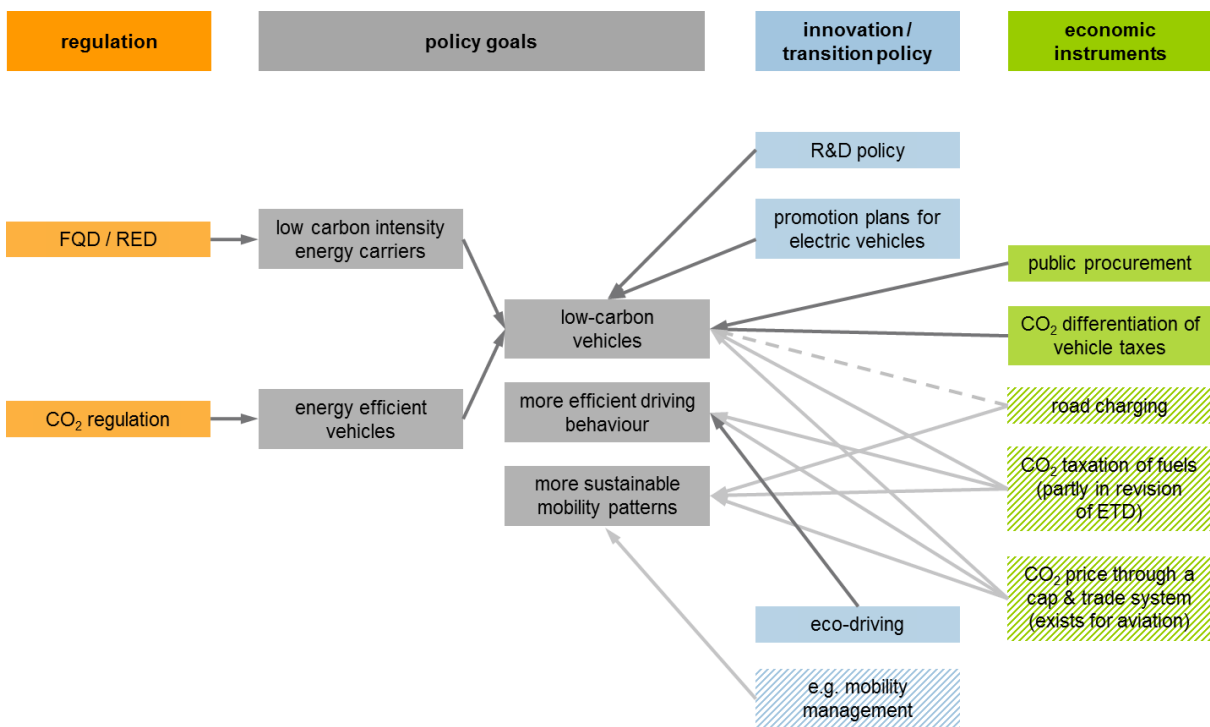 regulation
policy goals
innovation /
transition policy
economic
instruments
R&D policy
FQD / RED
low carbon intensity
energy carriers
promotion plans for
electric vehicles
public procurement
low-carbon
vehicles
CO₂ differentiation of
vehicle taxes
CO₂ regulation
energy efficient
vehicles
more efficient driving
behaviour
road charging
more sustainable
mobility patterns
CO₂ taxation of fuels
(partly in revision
of ETD)
CO₂ price through a
cap & trade system
(exists for aviation)
eco-driving
e.g. mobility
management